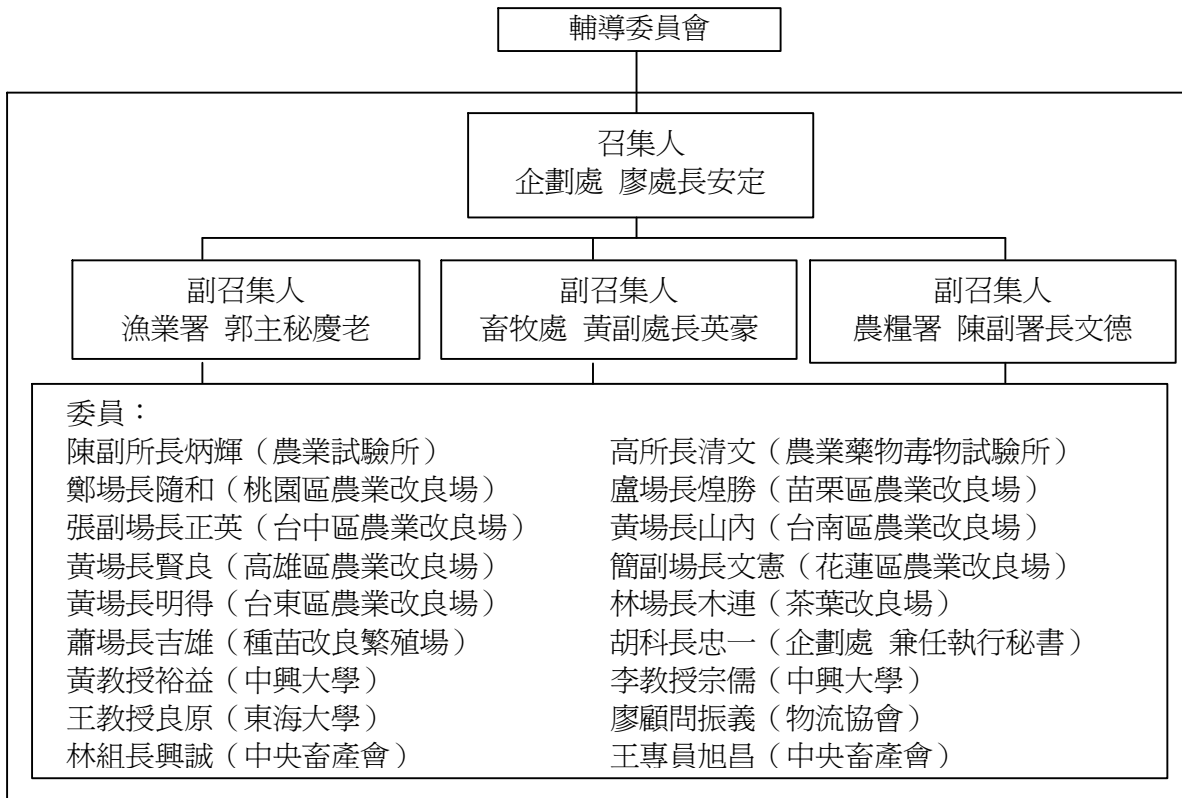 輔導委員會
召集人
企劃處 廖處長安定
副召集人
漁業署 郭主秘慶老
副召集人
畜牧處 黃副處長英豪
副召集人
農糧署 陳副署長文德
委員：
陳副所長炳輝（農業試驗所） 高所長清文（農業藥物毒物試驗所）
鄭場長隨和（桃園區農業改良場） 盧場長煌勝（苗栗區農業改良場）
張副場長正英（台中區農業改良場） 黃場長山內（台南區農業改良場）
黃場長賢良（高雄區農業改良場） 簡副場長文憲（花蓮區農業改良場）
黃場長明得（台東區農業改良場） 林場長木連（茶葉改良場）
蕭場長吉雄（種苗改良繁殖場） 胡科長忠一（企劃處 兼任執行秘書）
黃教授裕益（中興大學） 李教授宗儒（中興大學）
王教授良原（東海大學） 廖顧問振義（物流協會）
林組長興誠（中央畜產會） 王專員旭昌（中央畜產會）